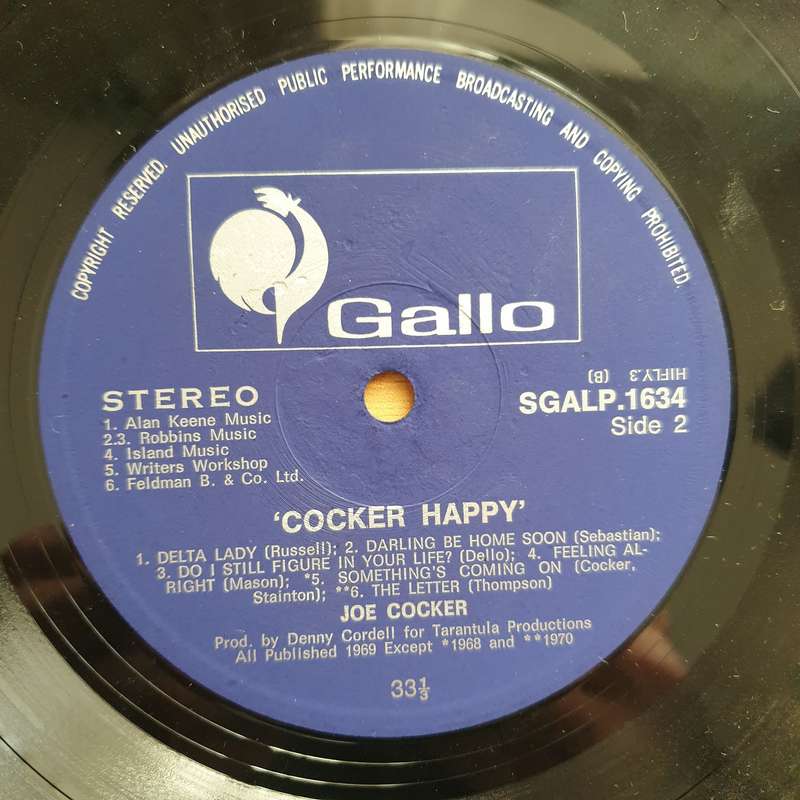 COPYRIGHT RESERVED. UNAUTHORISED PUBLIC PERFORMANCE BROADCASTING AND COPYING PROHIBITED.
Gallo
STEREO
1. Alan Keene Music
2.3. Robbins Music
4. Island Music
5. Writers Workshop
6. Feldman B. & Co. Ltd.
HIFLY.3 (B)
SGALP.1634
Side 2
'COCKER HAPPY'
1. DELTA LADY (Russell); 2. DARLING BE HOME SOON (Sebastian);
3. DO I STILL FIGURE IN YOUR LIFE? (Dello); 4. FEELING AL-
RIGHT (Mason); *5. SOMETHING'S COMING ON (Cocker,
Stainton); **6. THE LETTER (Thompson)
JOE COCKER
Prod. by Denny Cordell for Tarantula Productions
All Published 1969 Except *1968 and **1970
33⅓